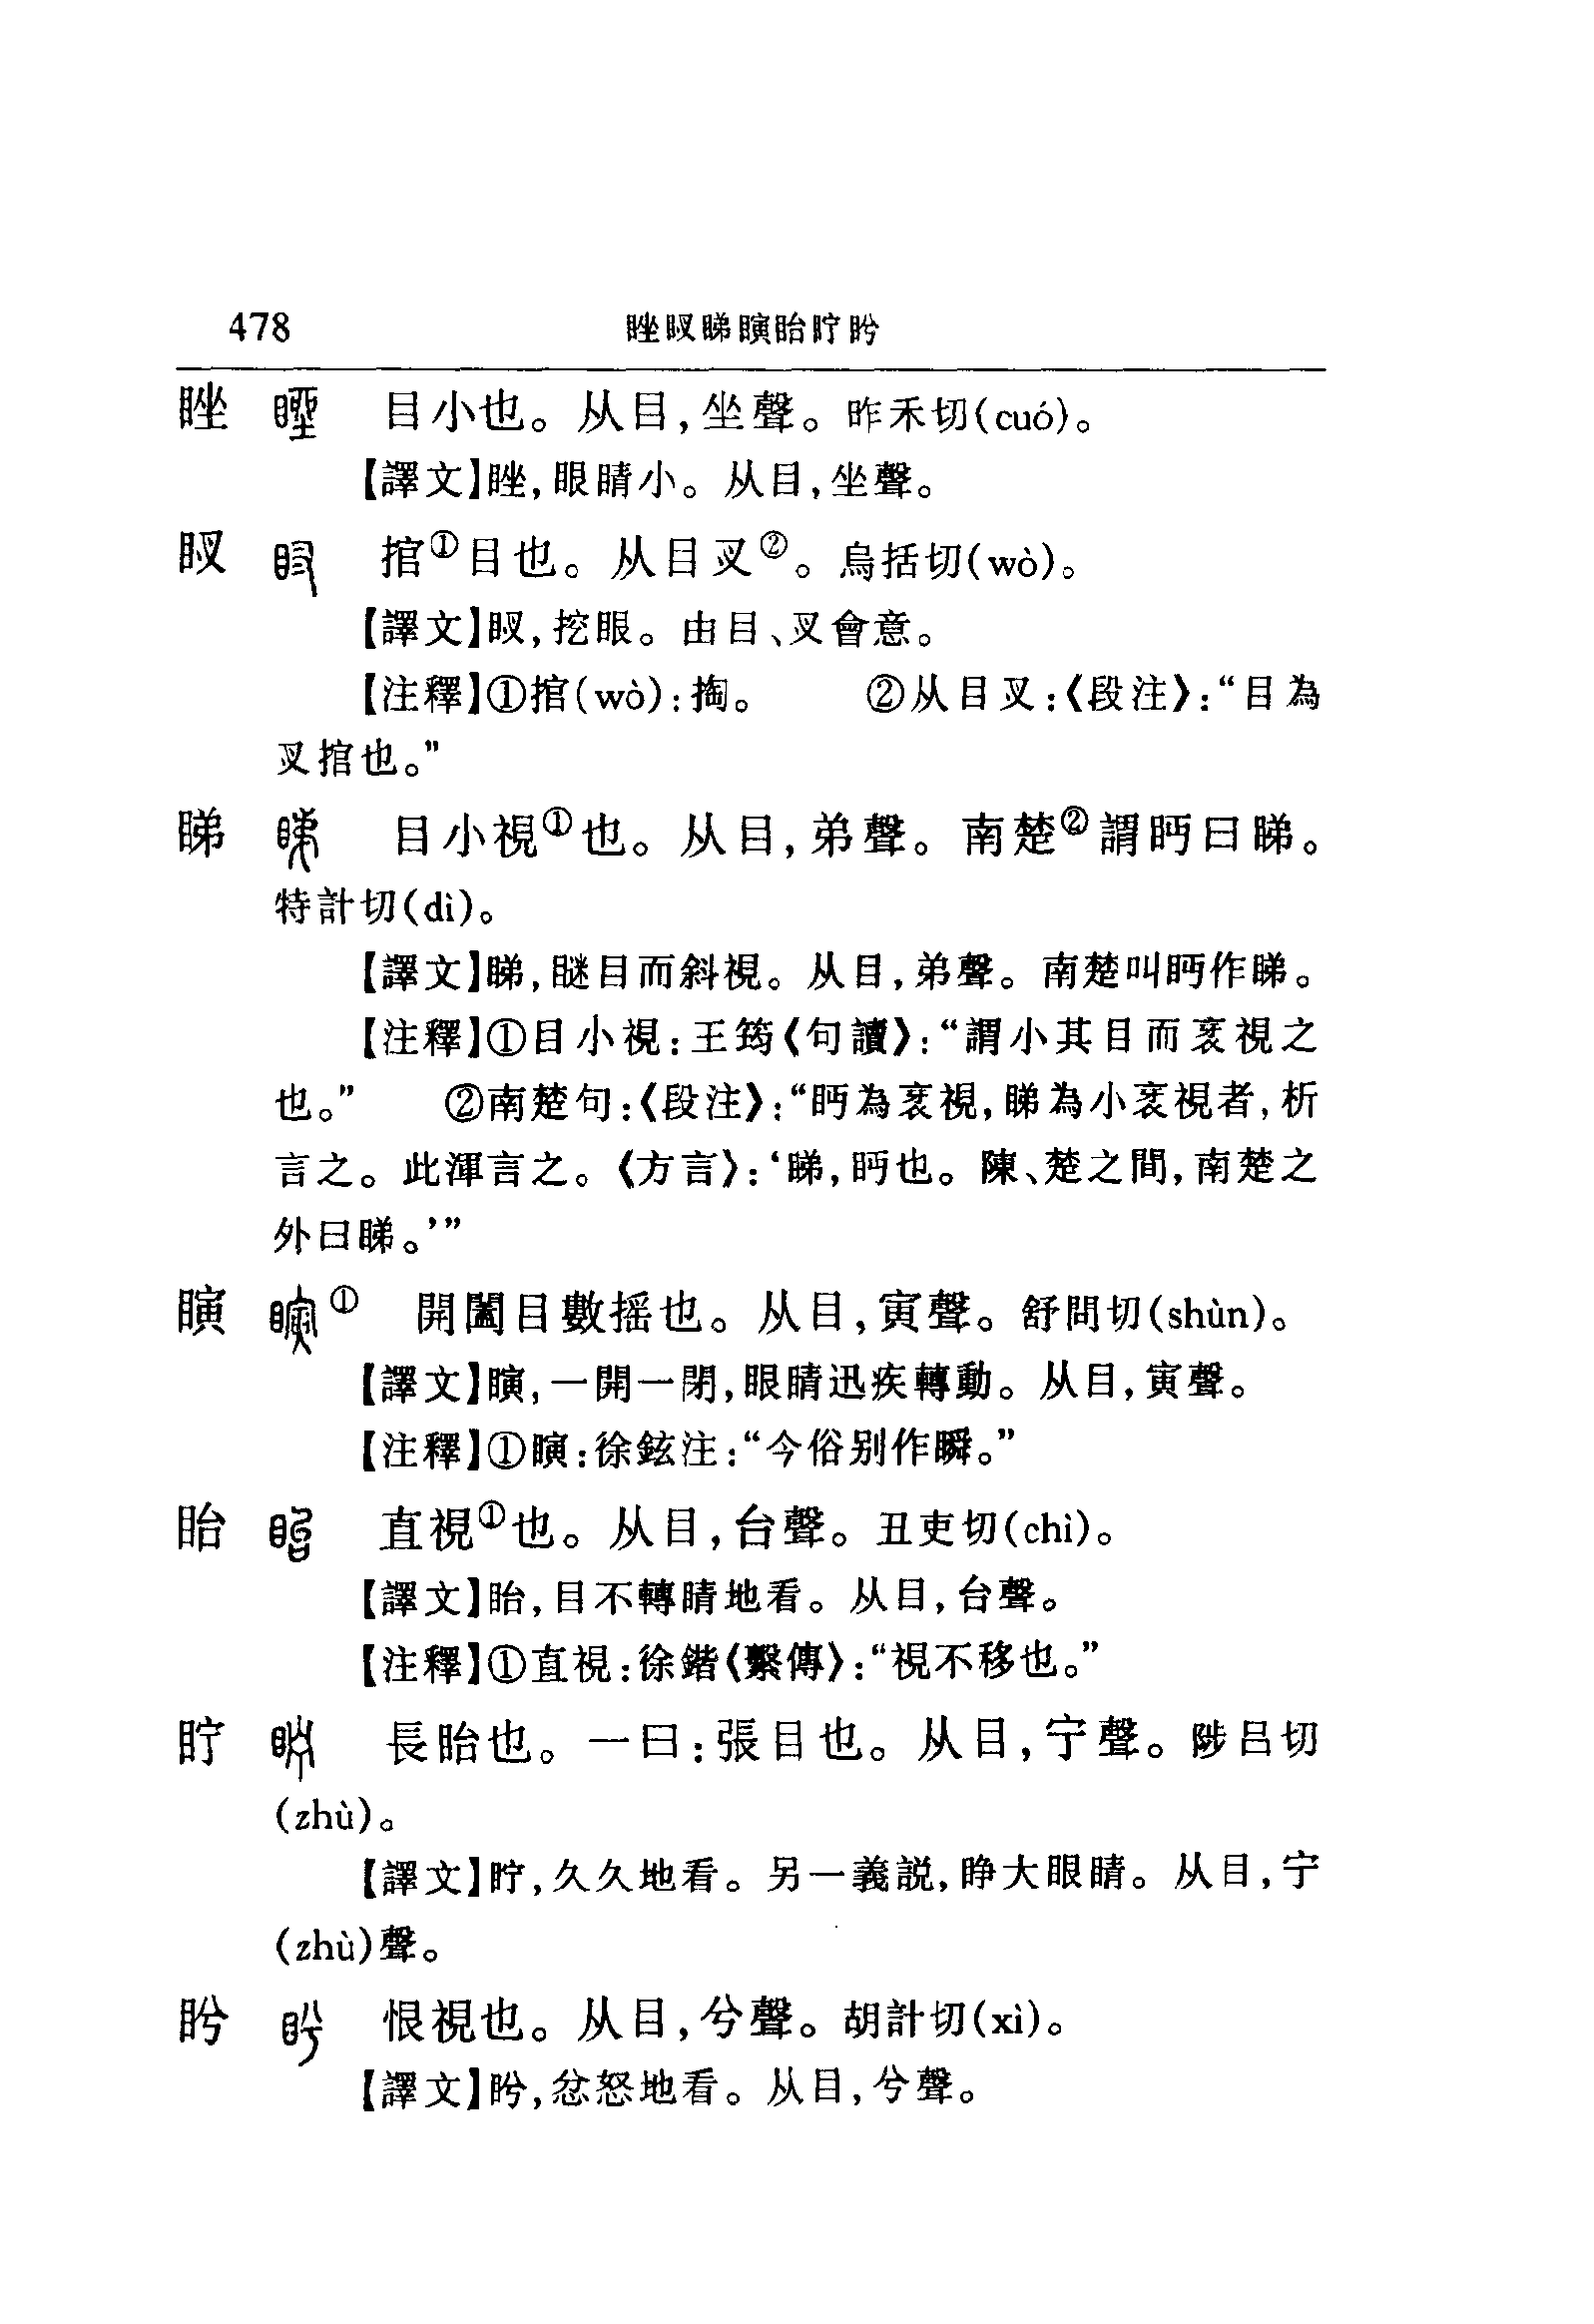 478 睉䀩睇瞚眙䀴盻
睉 目小也。从目,坐聲。昨禾切(cuó)。
【譯文】睉,眼睛小。从目,坐聲。
䀩 捾①目也。从目叉②。烏括切(wò)。
【譯文】䀩,挖眼。由目、叉會意。
【注釋】①捾(wò):掏。 ②从目叉:《段注》:“目為
叉捾也。”
睇 目小視①也。从目,弟聲。南楚②謂眄曰睇。
特計切(dì)。
【譯文】睇,瞇目而斜視。从目,弟聲。南楚叫眄作睇。
【注釋】①目小視:王筠《句讀》:“謂小其目而衺視之
也。” ②南楚句:《段注》:“眄為衺視,睇為小衺視者,析
言之。此渾言之。《方言》:‘睇,眄也。陳、楚之間,南楚之
外曰睇。’”
瞚 ① 開闔目數摇也。从目,寅聲。舒問切(shùn)。
【譯文】瞚,一開一閉,眼睛迅疾轉動。从目,寅聲。
【注釋】①瞚:徐鉉注:“今俗别作瞬。”
眙 直視①也。从目,台聲。丑吏切(chì)。
【譯文】眙,目不轉睛地看。从目,台聲。
【注釋】①直視:徐鍇《繫傳》:“視不移也。”
䀴 長眙也。一曰:張目也。从目,宁聲。陟吕切
(zhù)。
【譯文】䀴,久久地看。另一義説,睁大眼睛。从目,宁
(zhù)聲。
盻 恨視也。从目,兮聲。胡計切(xì)。
【譯文】盻,忿怒地看。从目,兮聲。